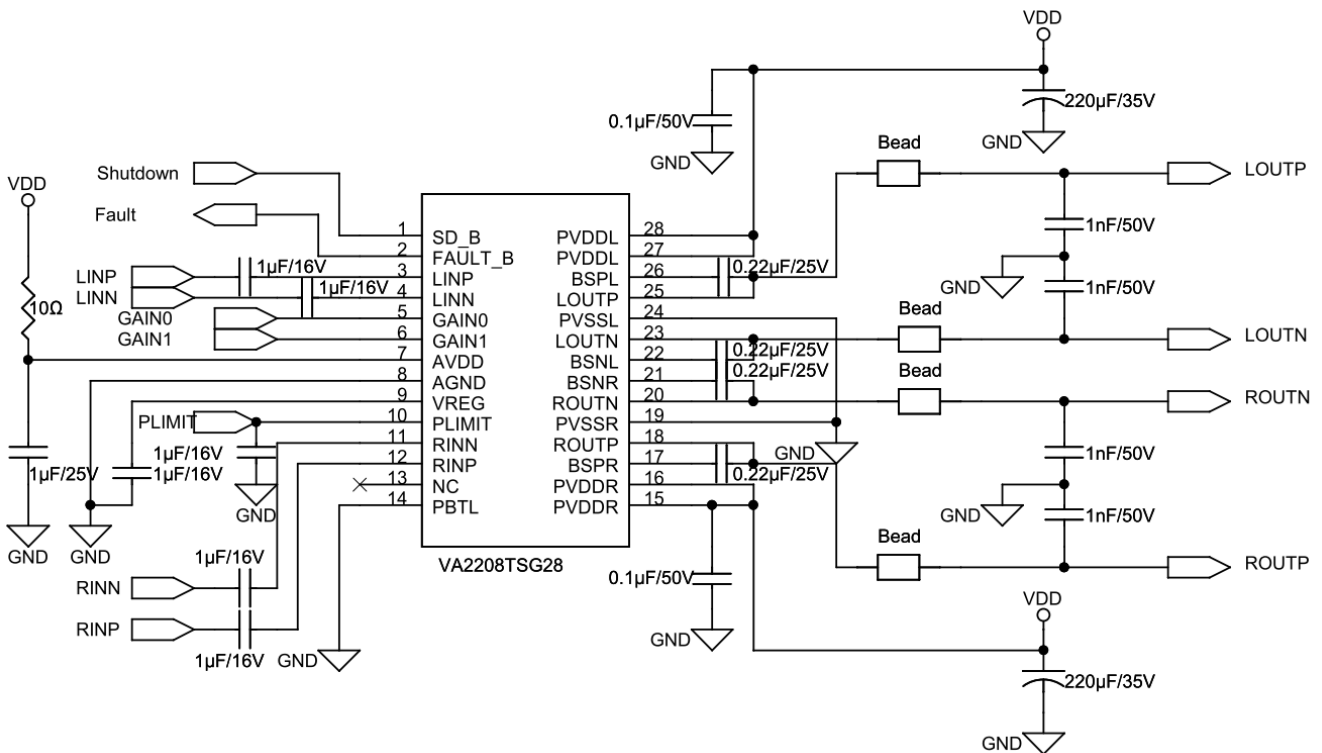 VDD
220μF/35V
0.1μF/50V
GND
GND
Bead
Shutdown
LOUTP
VDD
Fault
1nF/50V
1 SD_B PVDDL 28
2 FAULT_B PVDDL 27
1μF/16V
0.22μF/25V
LINP
3 LINP BSPL 26
GND
1nF/50V
LINN
1μF/16V
4 LINN LOUTP 25
10Ω
GAIN0
5 GAIN0 PVSSL 24
Bead
GAIN1
6 GAIN1 LOUTN 23
LOUTN
0.22μF/25V
7 AVDD BSNL 22
0.22μF/25V
Bead
8 AGND BSNR 21
9 VREG ROUTN 20
ROUTN
PLIMIT
10 PLIMIT PVSSR 19
11 RINN ROUTP 18
GND
1μF/16V
1nF/50V
12 RINP BSPR 17
1μF/25V
1μF/16V
1μF/16V
0.22μF/25V
13 NC PVDDR 16
14 PBTL PVDDR 15
GND
GND
1nF/50V
GND
GND
Bead
1μF/16V
VA2208TSG28
ROUTP
0.1μF/50V
RINN
VDD
RINP
GND
1μF/16V
GND
220μF/35V
GND